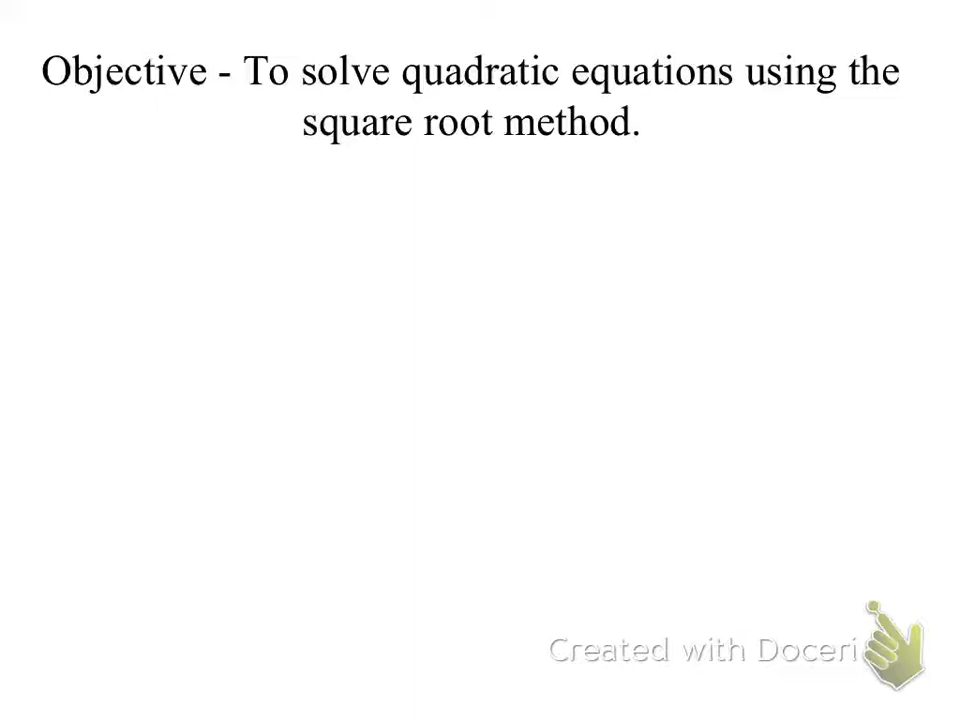 Objective - To solve quadratic equations using the
square root method.
Created with Doceri